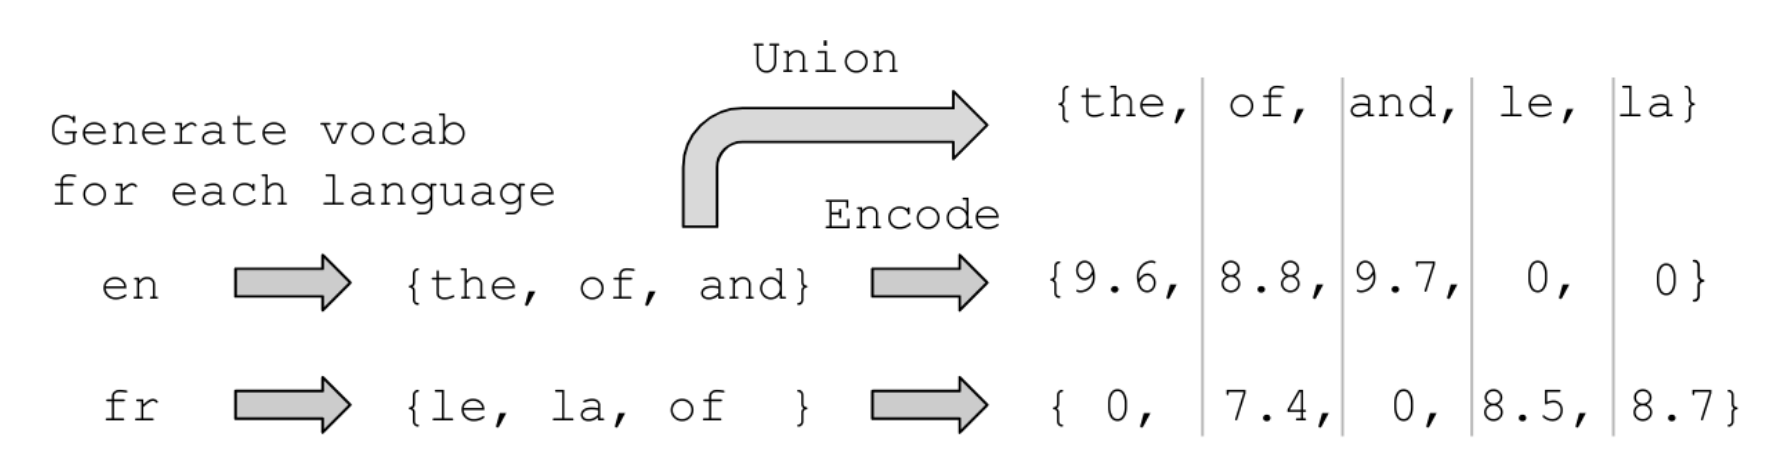 Union
{the, of, and, le, la}
Generate vocab
for each language
Encode
en {the, of, and} {9.6, 8.8, 9.7, 0, 0}
fr {le, la, of } { 0, 7.4, 0, 8.5, 8.7}